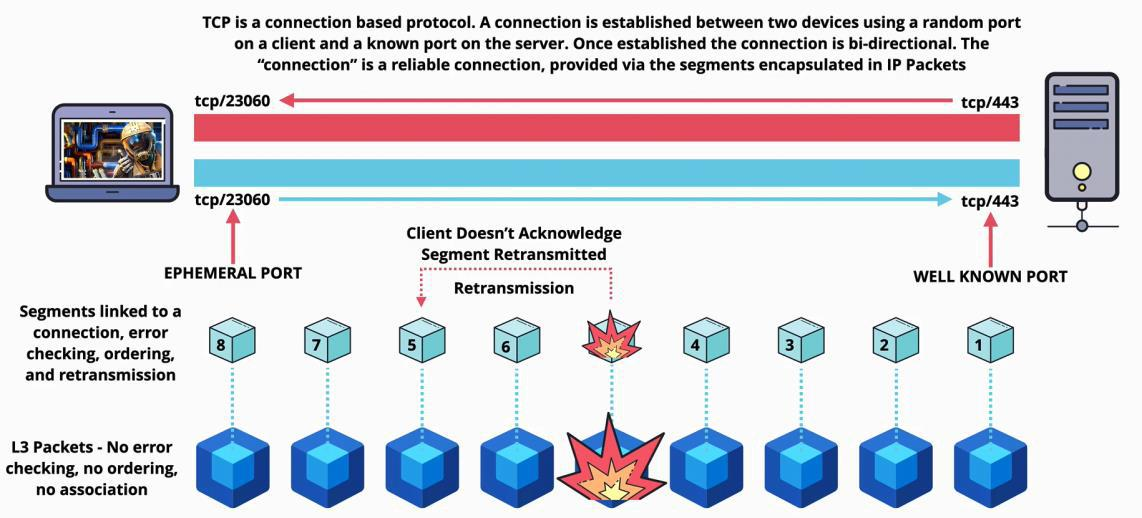 TCP is a connection based protocol. A connection is established between two devices using a random port
on a client and a known port on the server. Once established the connection is bi-directional. The
“connection” is a reliable connection, provided via the segments encapsulated in IP Packets
tcp/23060
tcp/443
tcp/23060
tcp/443
EPHEMERAL PORT
WELL KNOWN PORT
Client Doesn’t Acknowledge
Segment Retransmitted
Retransmission
Segments linked to a
connection, error
checking, ordering,
and retransmission
8
7
5
6
4
3
2
1
L3 Packets - No error
checking, no ordering,
no association